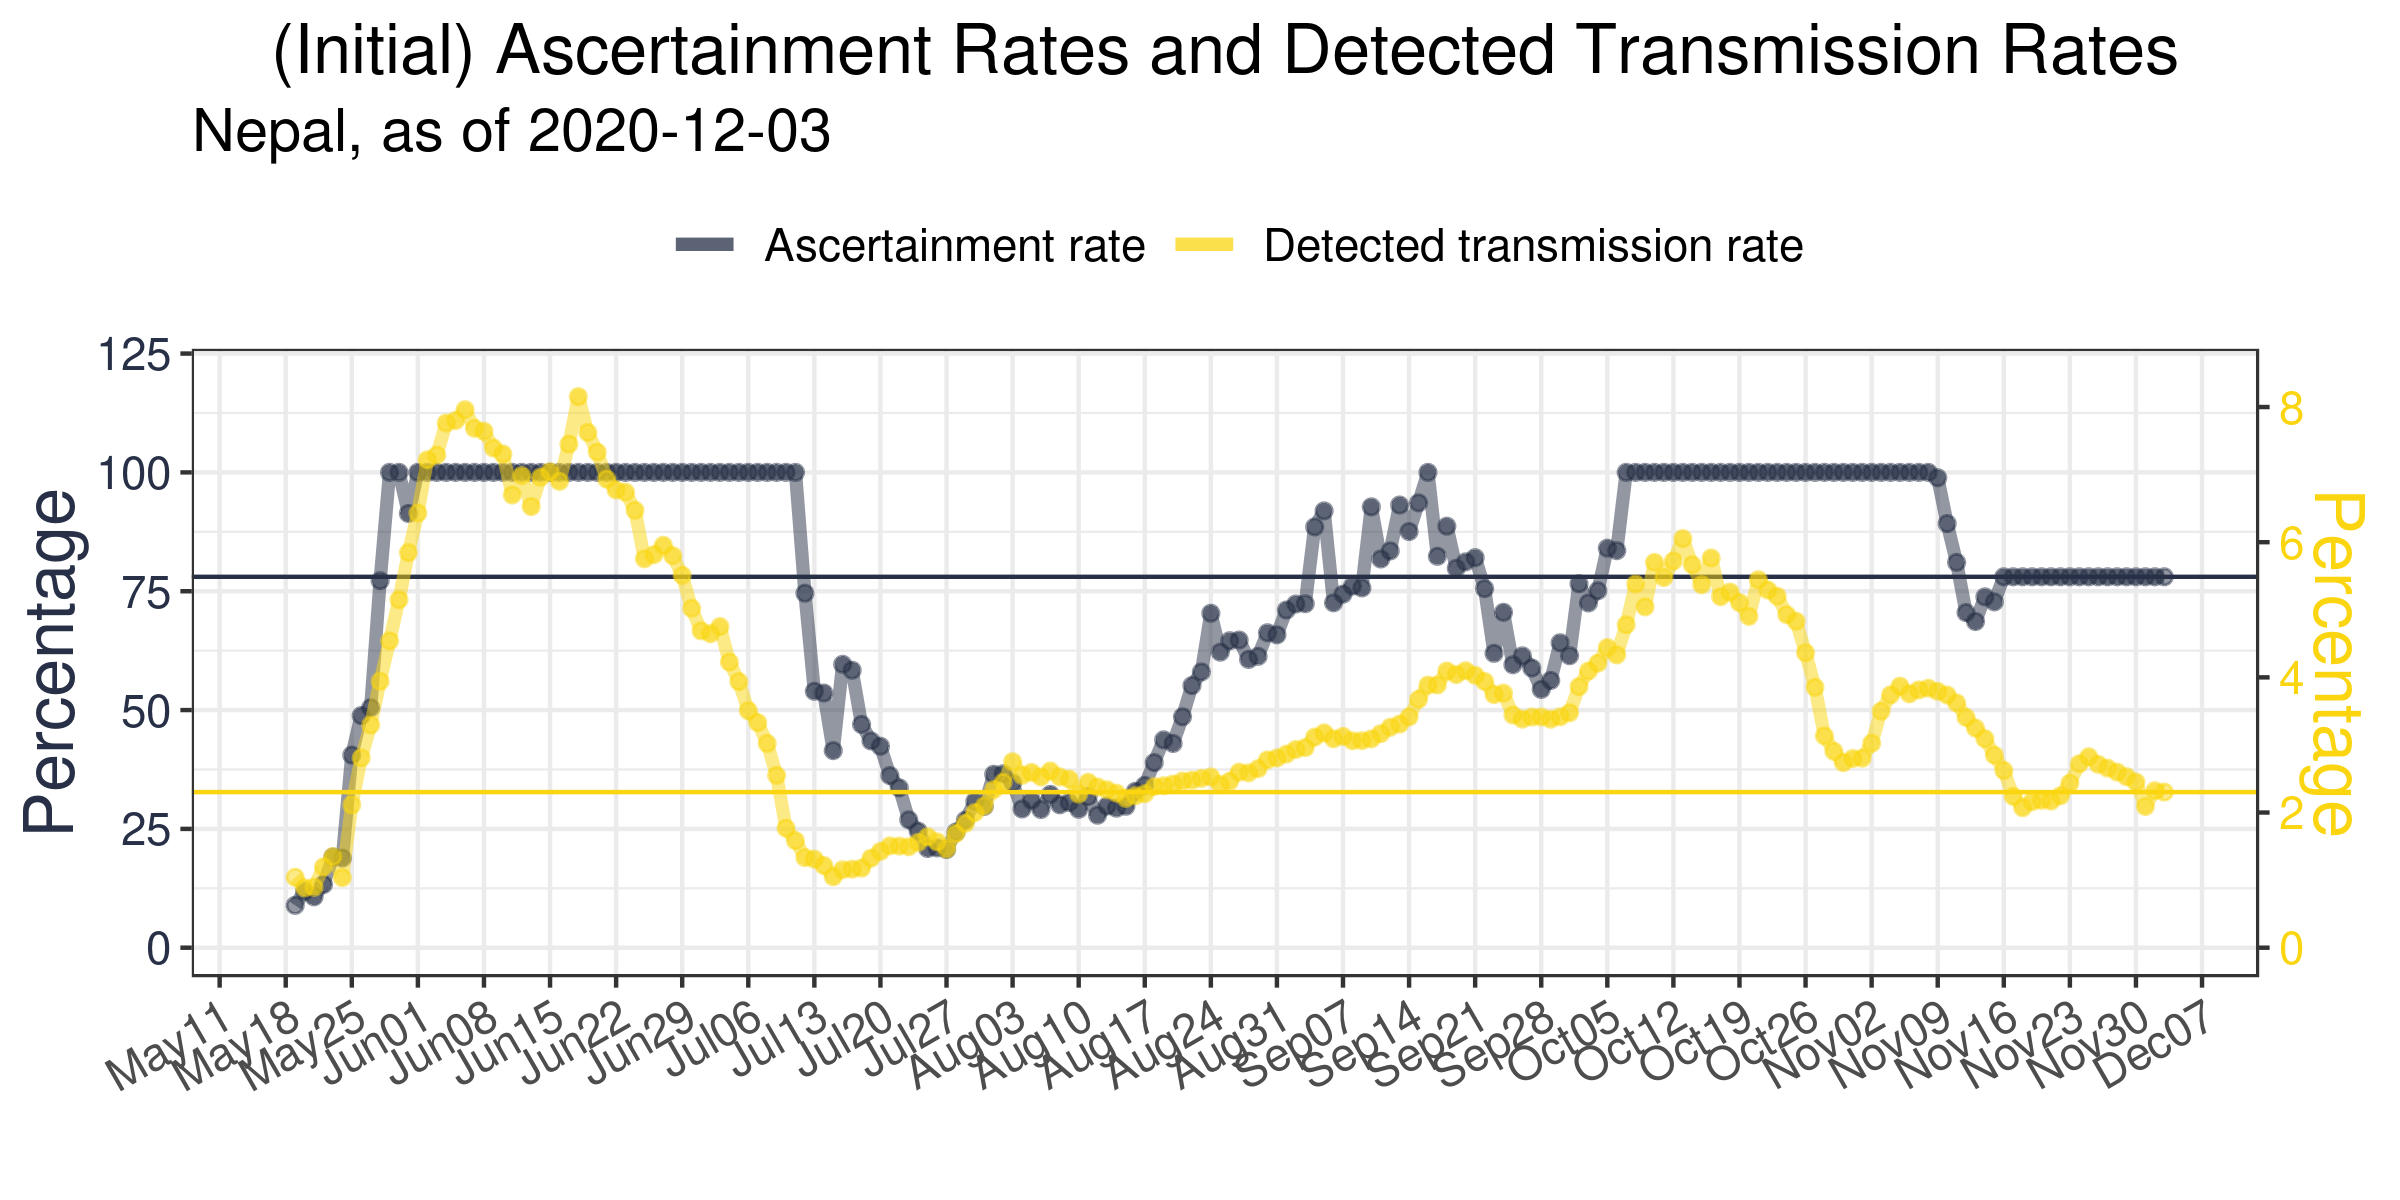 (Initial) Ascertainment Rates and Detected Transmission Rates
Nepal, as of 2020-12-03
Ascertainment rate
Detected transmission rate
Percentage
125
100
75
50
25
0
8
6
4
2
0
Percentage
May11
May18
May25
Jun01
Jun08
Jun15
Jun22
Jun29
Jul06
Jul13
Jul20
Jul27
Aug03
Aug10
Aug17
Aug24
Aug31
Sep07
Sep14
Sep21
Sep28
Oct05
Oct12
Oct19
Oct26
Nov02
Nov09
Nov16
Nov23
Nov30
Dec07